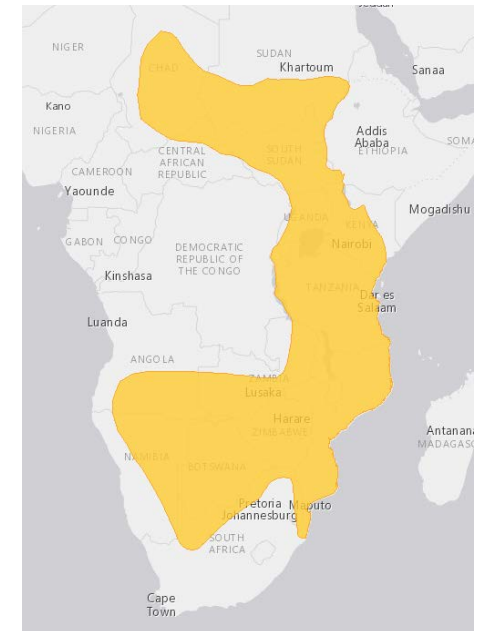 NIGER
SUDAN
Khartoum
CHAD
Sanaa
Kano
NIGERIA
Addis
Ababa
ETHIOPIA
SOMA
CENTRAL
AFRICAN
REPUBLIC
SOUTH
SUDAN
CAMEROON
Yaounde
Mogadishu
UGANDA
KENYA
GABON
CONGO
Nairobi
DEMOCRATIC
REPUBLIC OF
THE CONGO
Kinshasa
TANZANIA
Dar es
Salaam
Luanda
ANGOLA
ZAMBIA
Lusaka
Harare
ZIMBABWE
Antanana
MADAGASC
NAMIBIA
BOTSWANA
Pretoria
Maputo
Johannesburg
SOUTH
AFRICA
Cape
Town